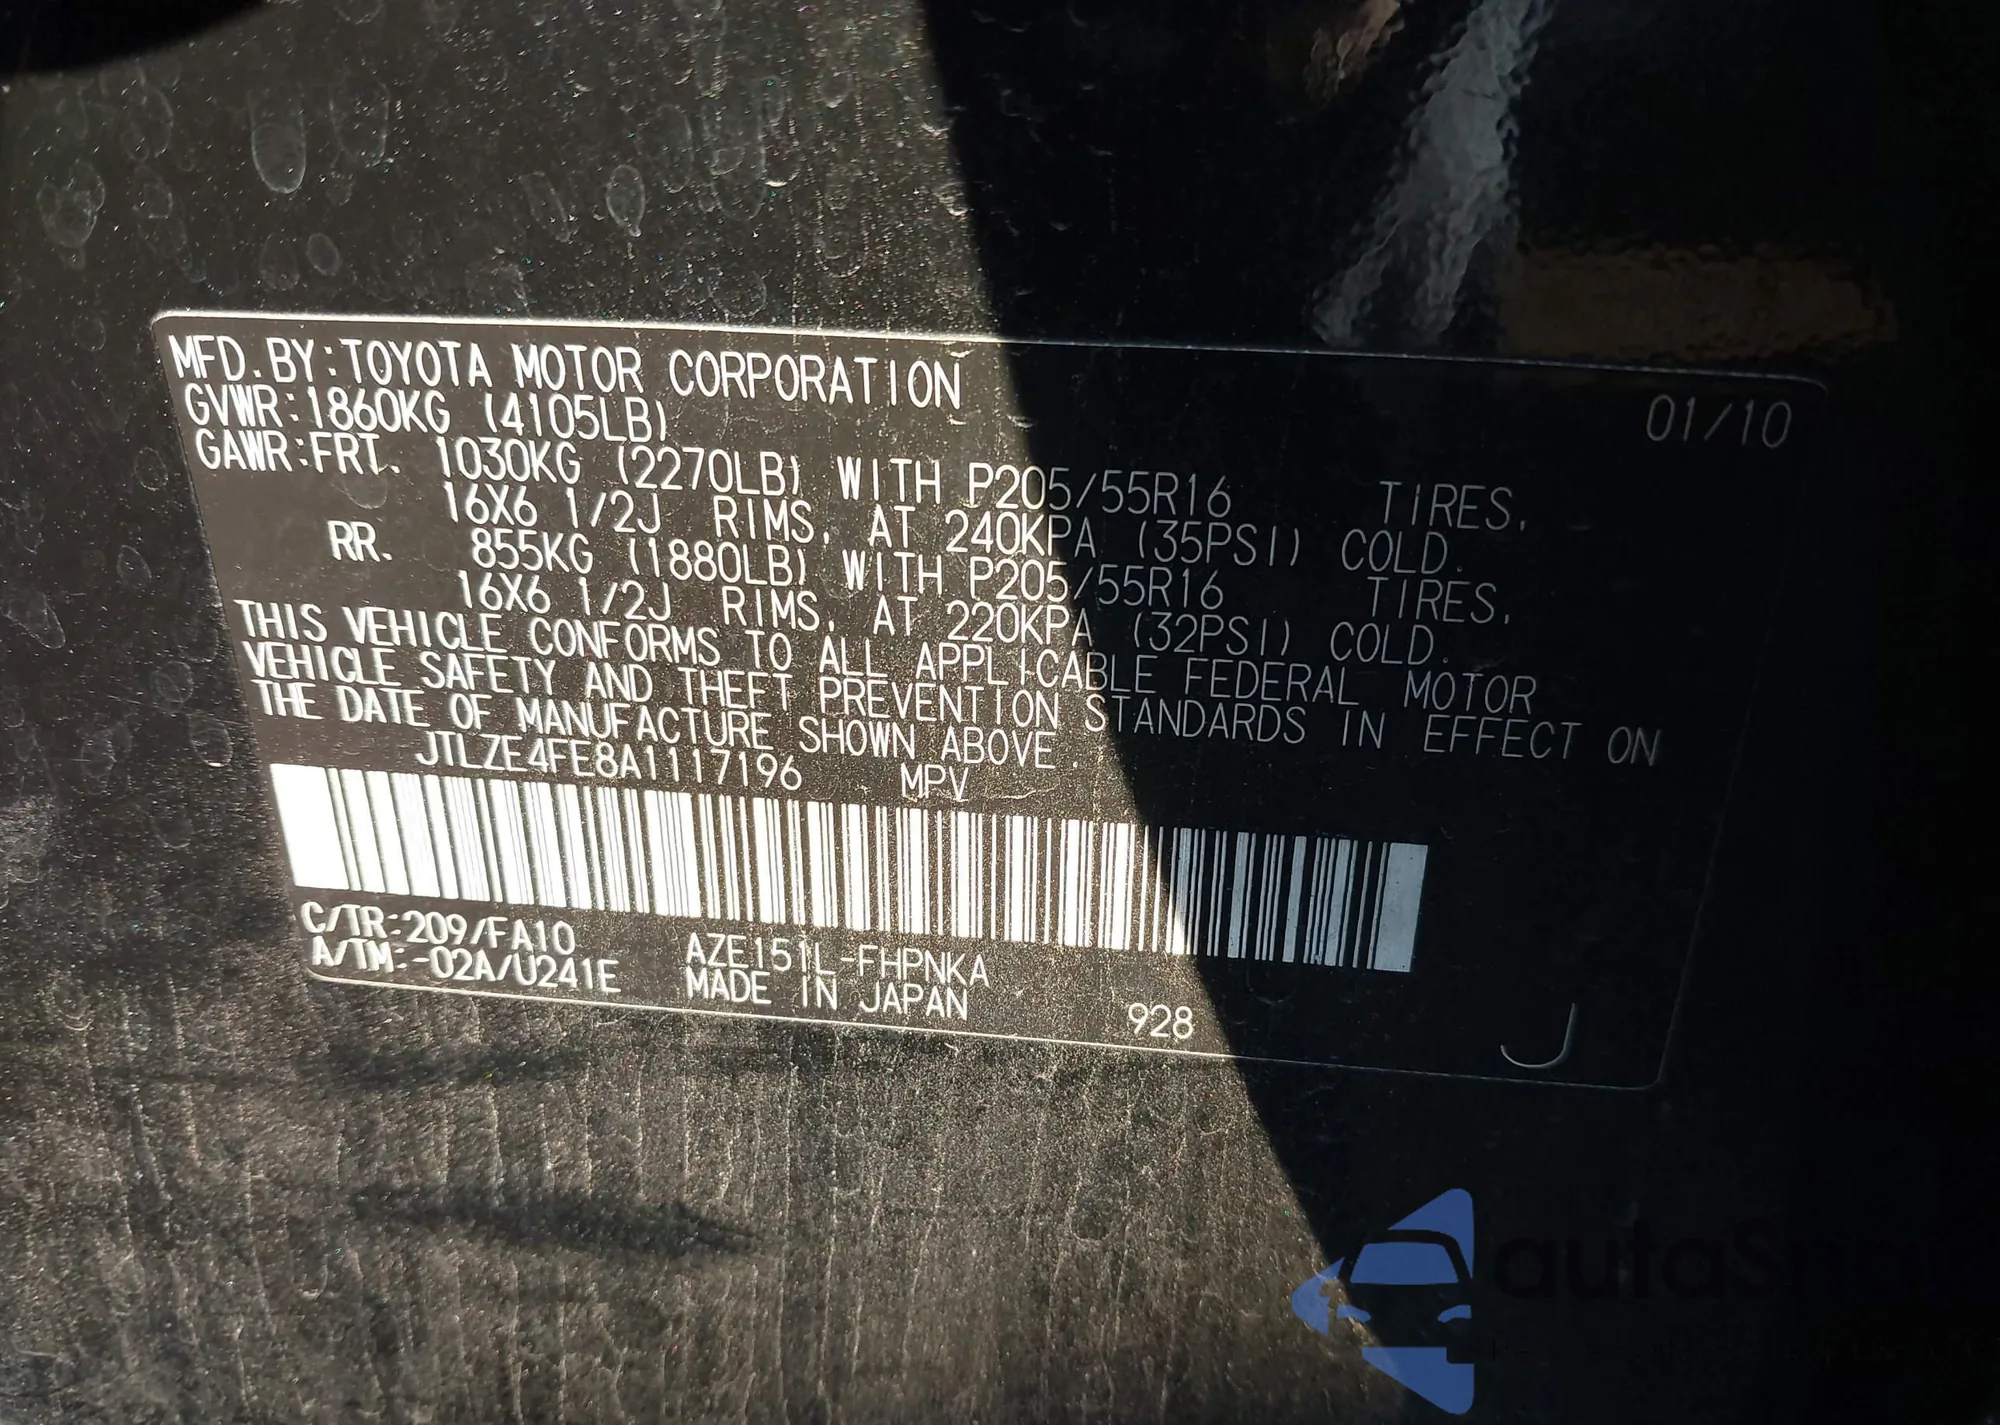 MFD.BY:TOYOTA MOTOR CORPORATION 01/10
GVWR:1860KG (4105LB)
GAWR:FRT. 1030KG (2270LB) WITH P205/55R16 TIRES,
16X6 1/2J RIMS, AT 240KPA (35PSI) COLD.
RR. 855KG (1880LB) WITH P205/55R16 TIRES,
16X6 1/2J RIMS, AT 220KPA (32PSI) COLD.
THIS VEHICLE CONFORMS TO ALL APPLICABLE FEDERAL MOTOR
VEHICLE SAFETY AND THEFT PREVENTION STANDARDS IN EFFECT ON
THE DATE OF MANUFACTURE SHOWN ABOVE.
JTLZE4FE8A1117196 MPV
C/TR:209/FA10 AZE151L-FHPNKA
A/TM:-02A/U241E MADE IN JAPAN 928
J